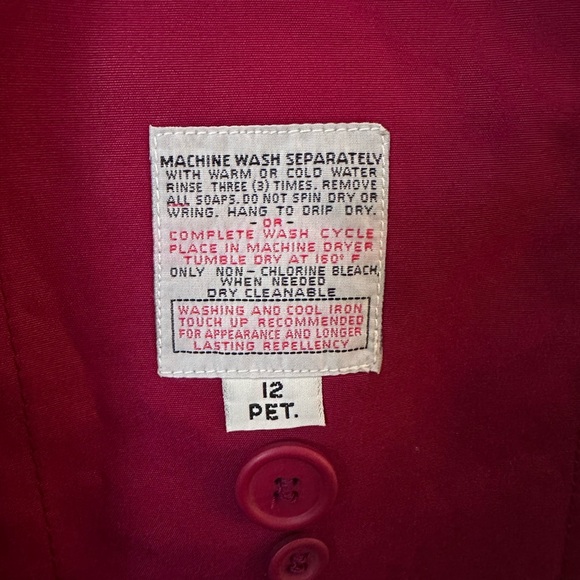 MACHINE WASH SEPARATELY
WITH WARM OR COLD WATER
RINSE THREE (3) TIMES. REMOVE
ALL SOAPS. DO NOT SPIN DRY OR
WRING. HANG TO DRIP DRY.
- OR -
COMPLETE WASH CYCLE
PLACE IN MACHINE DRYER
TUMBLE DRY AT 160° F
ONLY NON - CHLORINE BLEACH,
WHEN NEEDED
DRY CLEANABLE
WASHING AND COOL IRON
TOUCH UP RECOMMENDED
FOR APPEARANCE AND LONGER
LASTING REPELLENCY
12
PET.